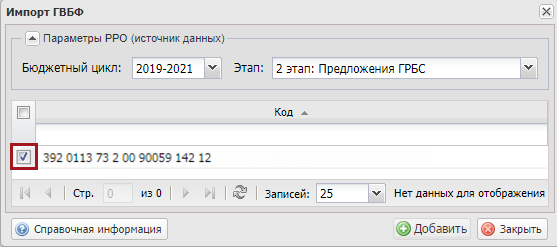 Импорт ГВБФ
Параметры РРО (источник данных)
Бюджетный цикл: 2019-2021 Этап: 2 этап: Предложения ГРБС
Код
392 0113 73 2 00 90059 142 12
Стр. 0 из 0 Записей: 25 Нет данных для отображения
Справочная информация Добавить Закрыть